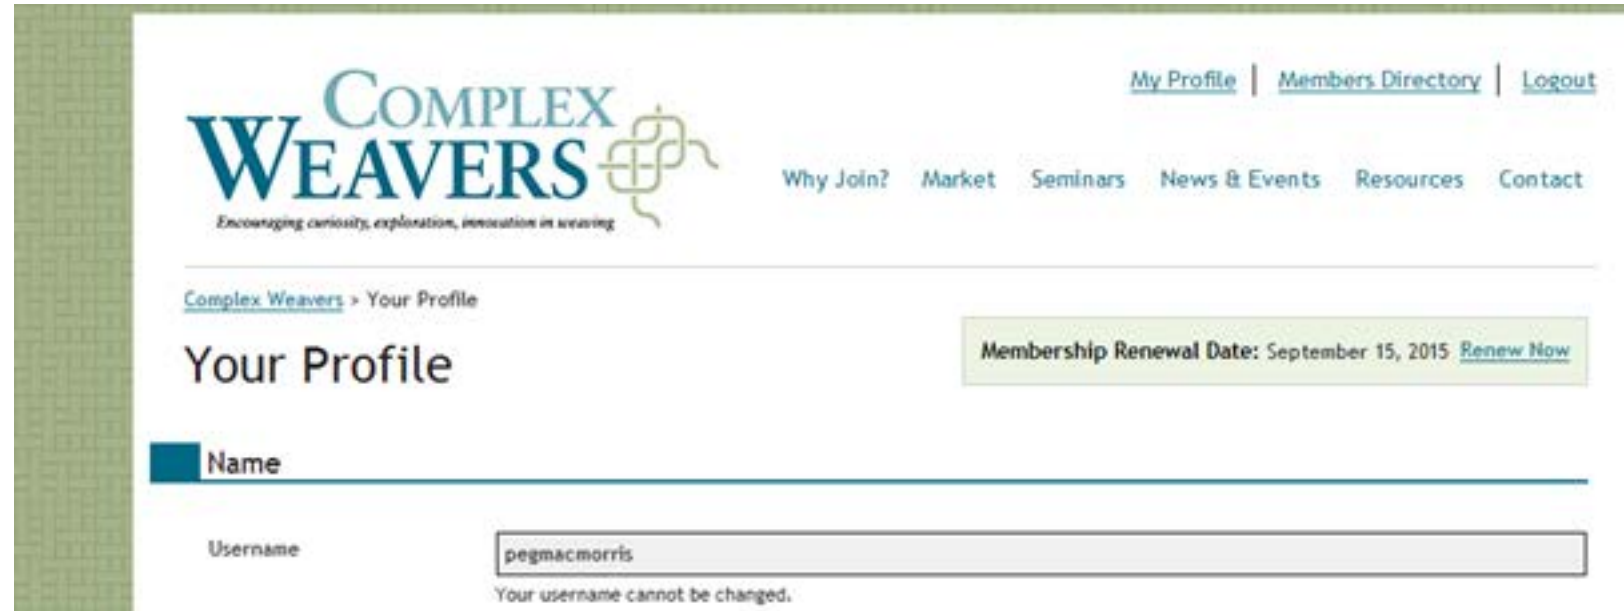 My Profile | Members Directory | Logout
COMPLEX
WEAVERS
Encouraging curiosity, exploration, innovation in weaving
Why Join? Market Seminars News & Events Resources Contact
Complex Weavers > Your Profile
Your Profile
Membership Renewal Date: September 15, 2015 Renew Now
Name
Username pegmacmorris
Your username cannot be changed.